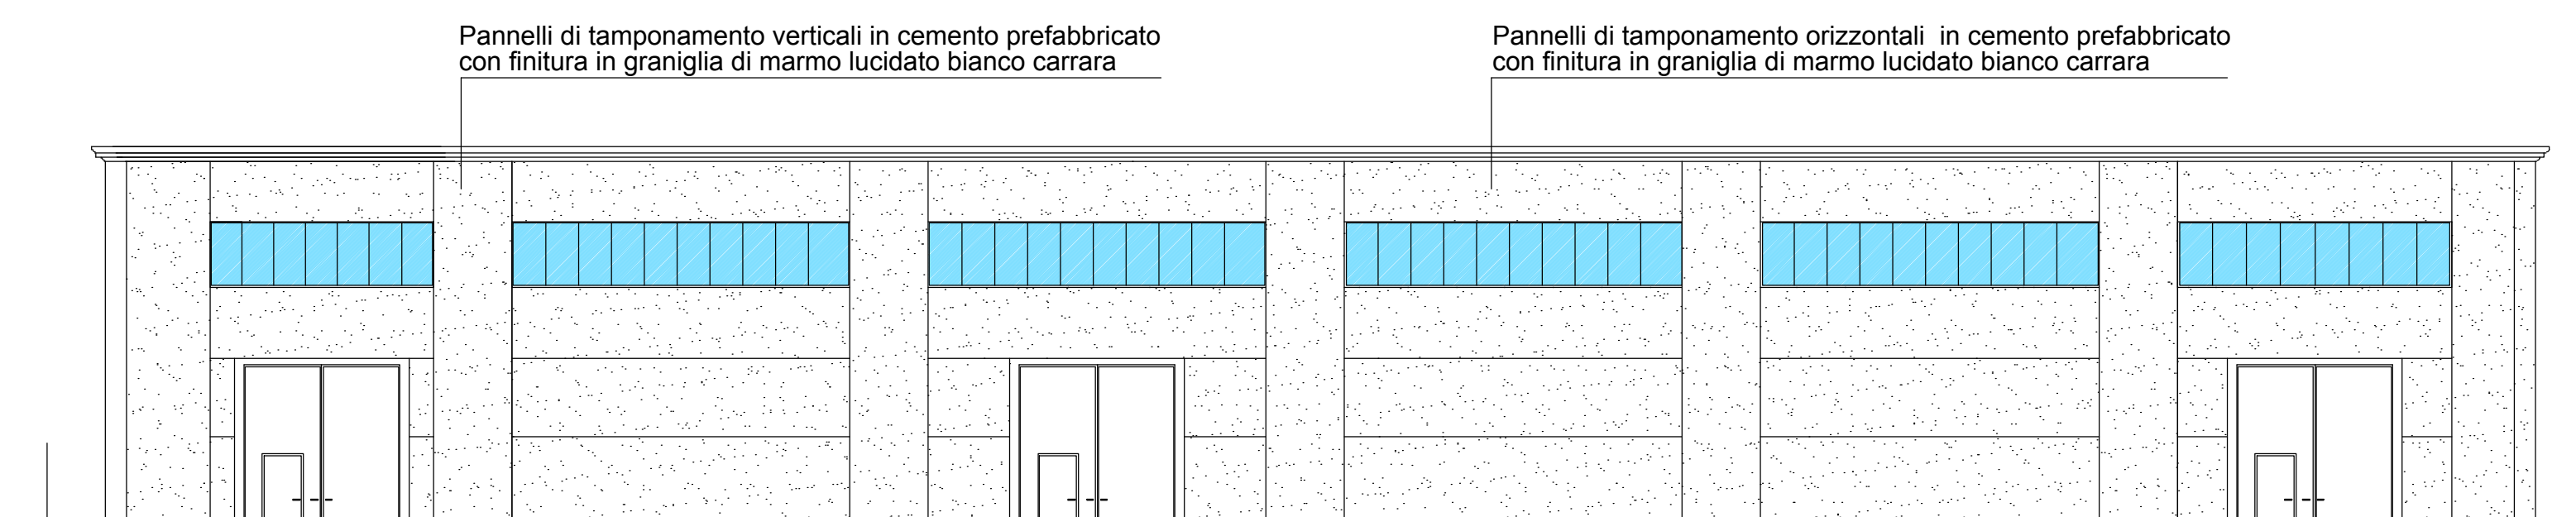 Pannelli di tamponamento verticali in cemento prefabbricato
con finitura in graniglia di marmo lucidato bianco carrara
Pannelli di tamponamento orizzontali  in cemento prefabbricato
con finitura in graniglia di marmo lucidato bianco carrara